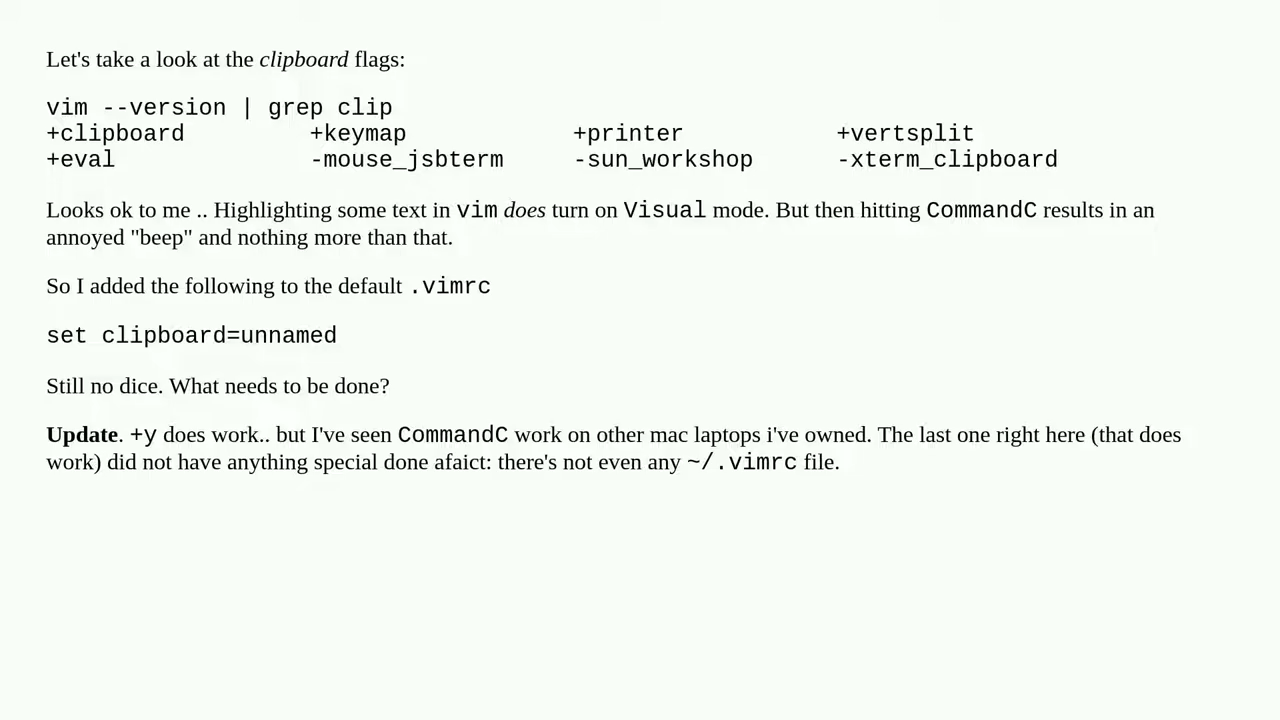 Let's take a look at the clipboard flags:
vim --version | grep clip
+clipboard +keymap +printer +vertsplit
+eval -mouse_jsbterm -sun_workshop -xterm_clipboard
Looks ok to me .. Highlighting some text in vim does turn on Visual mode. But then hitting CommandC results in an
annoyed "beep" and nothing more than that.
So I added the following to the default .vimrc
set clipboard=unnamed
Still no dice. What needs to be done?
Update. +y does work.. but I've seen CommandC work on other mac laptops i've owned. The last one right here (that does
work) did not have anything special done afaict: there's not even any ~/.vimrc file.